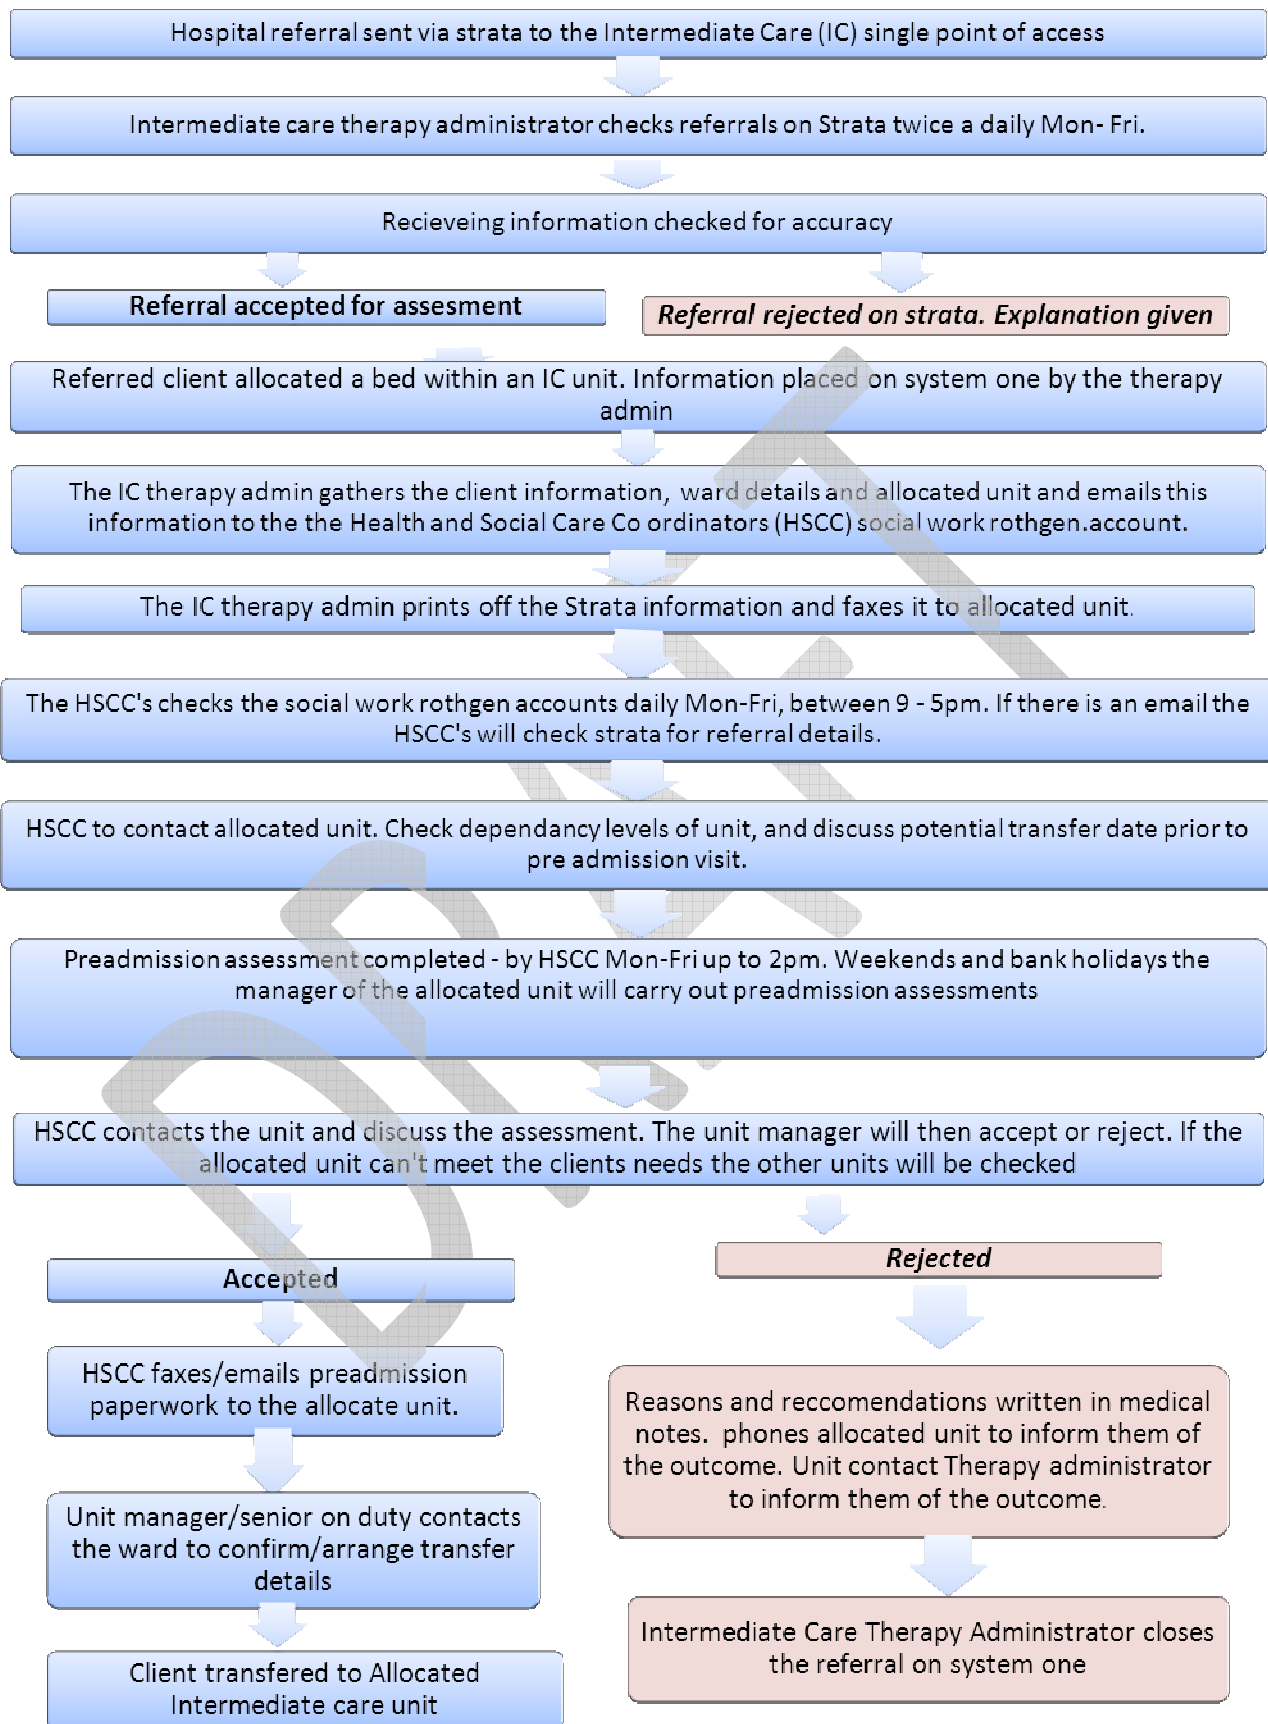 Hospital referral sent via strata to the Intermediate Care (IC) single point of access
Intermediate care therapy administrator checks referrals on Strata twice a daily Mon- Fri.
Recieveing information checked for accuracy
Referral accepted for assesment
Referral rejected on strata. Explanation given
Referred client allocated a bed within an IC unit. Information placed on system one by the therapy
admin
The IC therapy admin gathers the client information, ward details and allocated unit and emails this
information to the the Health and Social Care Co ordinators (HSCC) social work rothgen.account.
The IC therapy admin prints off the Strata information and faxes it to allocated unit.
The HSCC's checks the social work rothgen accounts daily Mon-Fri, between 9 - 5pm. If there is an email the
HSCC's will check strata for referral details.
HSCC to contact allocated unit. Check dependancy levels of unit, and discuss potential transfer date prior to
pre admission visit.
Preadmission assessment completed - by HSCC Mon-Fri up to 2pm. Weekends and bank holidays the
manager of the allocated unit will carry out preadmission assessments
HSCC contacts the unit and discuss the assessment. The unit manager will then accept or reject. If the
allocated unit can't meet the clients needs the other units will be checked
Accepted
HSCC faxes/emails preadmission
paperwork to the allocate unit.
Unit manager/senior on duty contacts
the ward to confirm/arrange transfer
details
Client transfered to Allocated
Intermediate care unit
Rejected
Reasons and reccomendations written in medical
notes.  phones allocated unit to inform them of
the outcome. Unit contact Therapy administrator
to inform them of the outcome.
Intermediate Care Therapy Administrator closes
the referral on system one
DRAFT